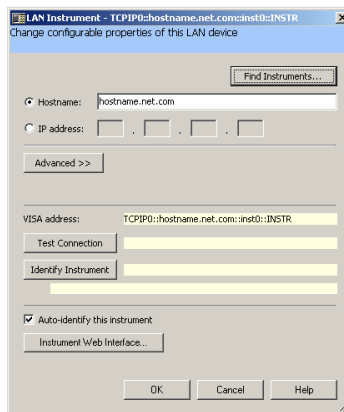 LAN Instrument - TCPIP0::hostname.net.com::inst0::INSTR
Change configurable properties of this LAN device
Find Instruments...
Hostname: hostname.net.com
IP address: . . .
Advanced >>
VISA address: TCPIP0::hostname.net.com::inst0::INSTR
Test Connection
Identify Instrument
Auto-identify this instrument
Instrument Web Interface...
OK Cancel Help